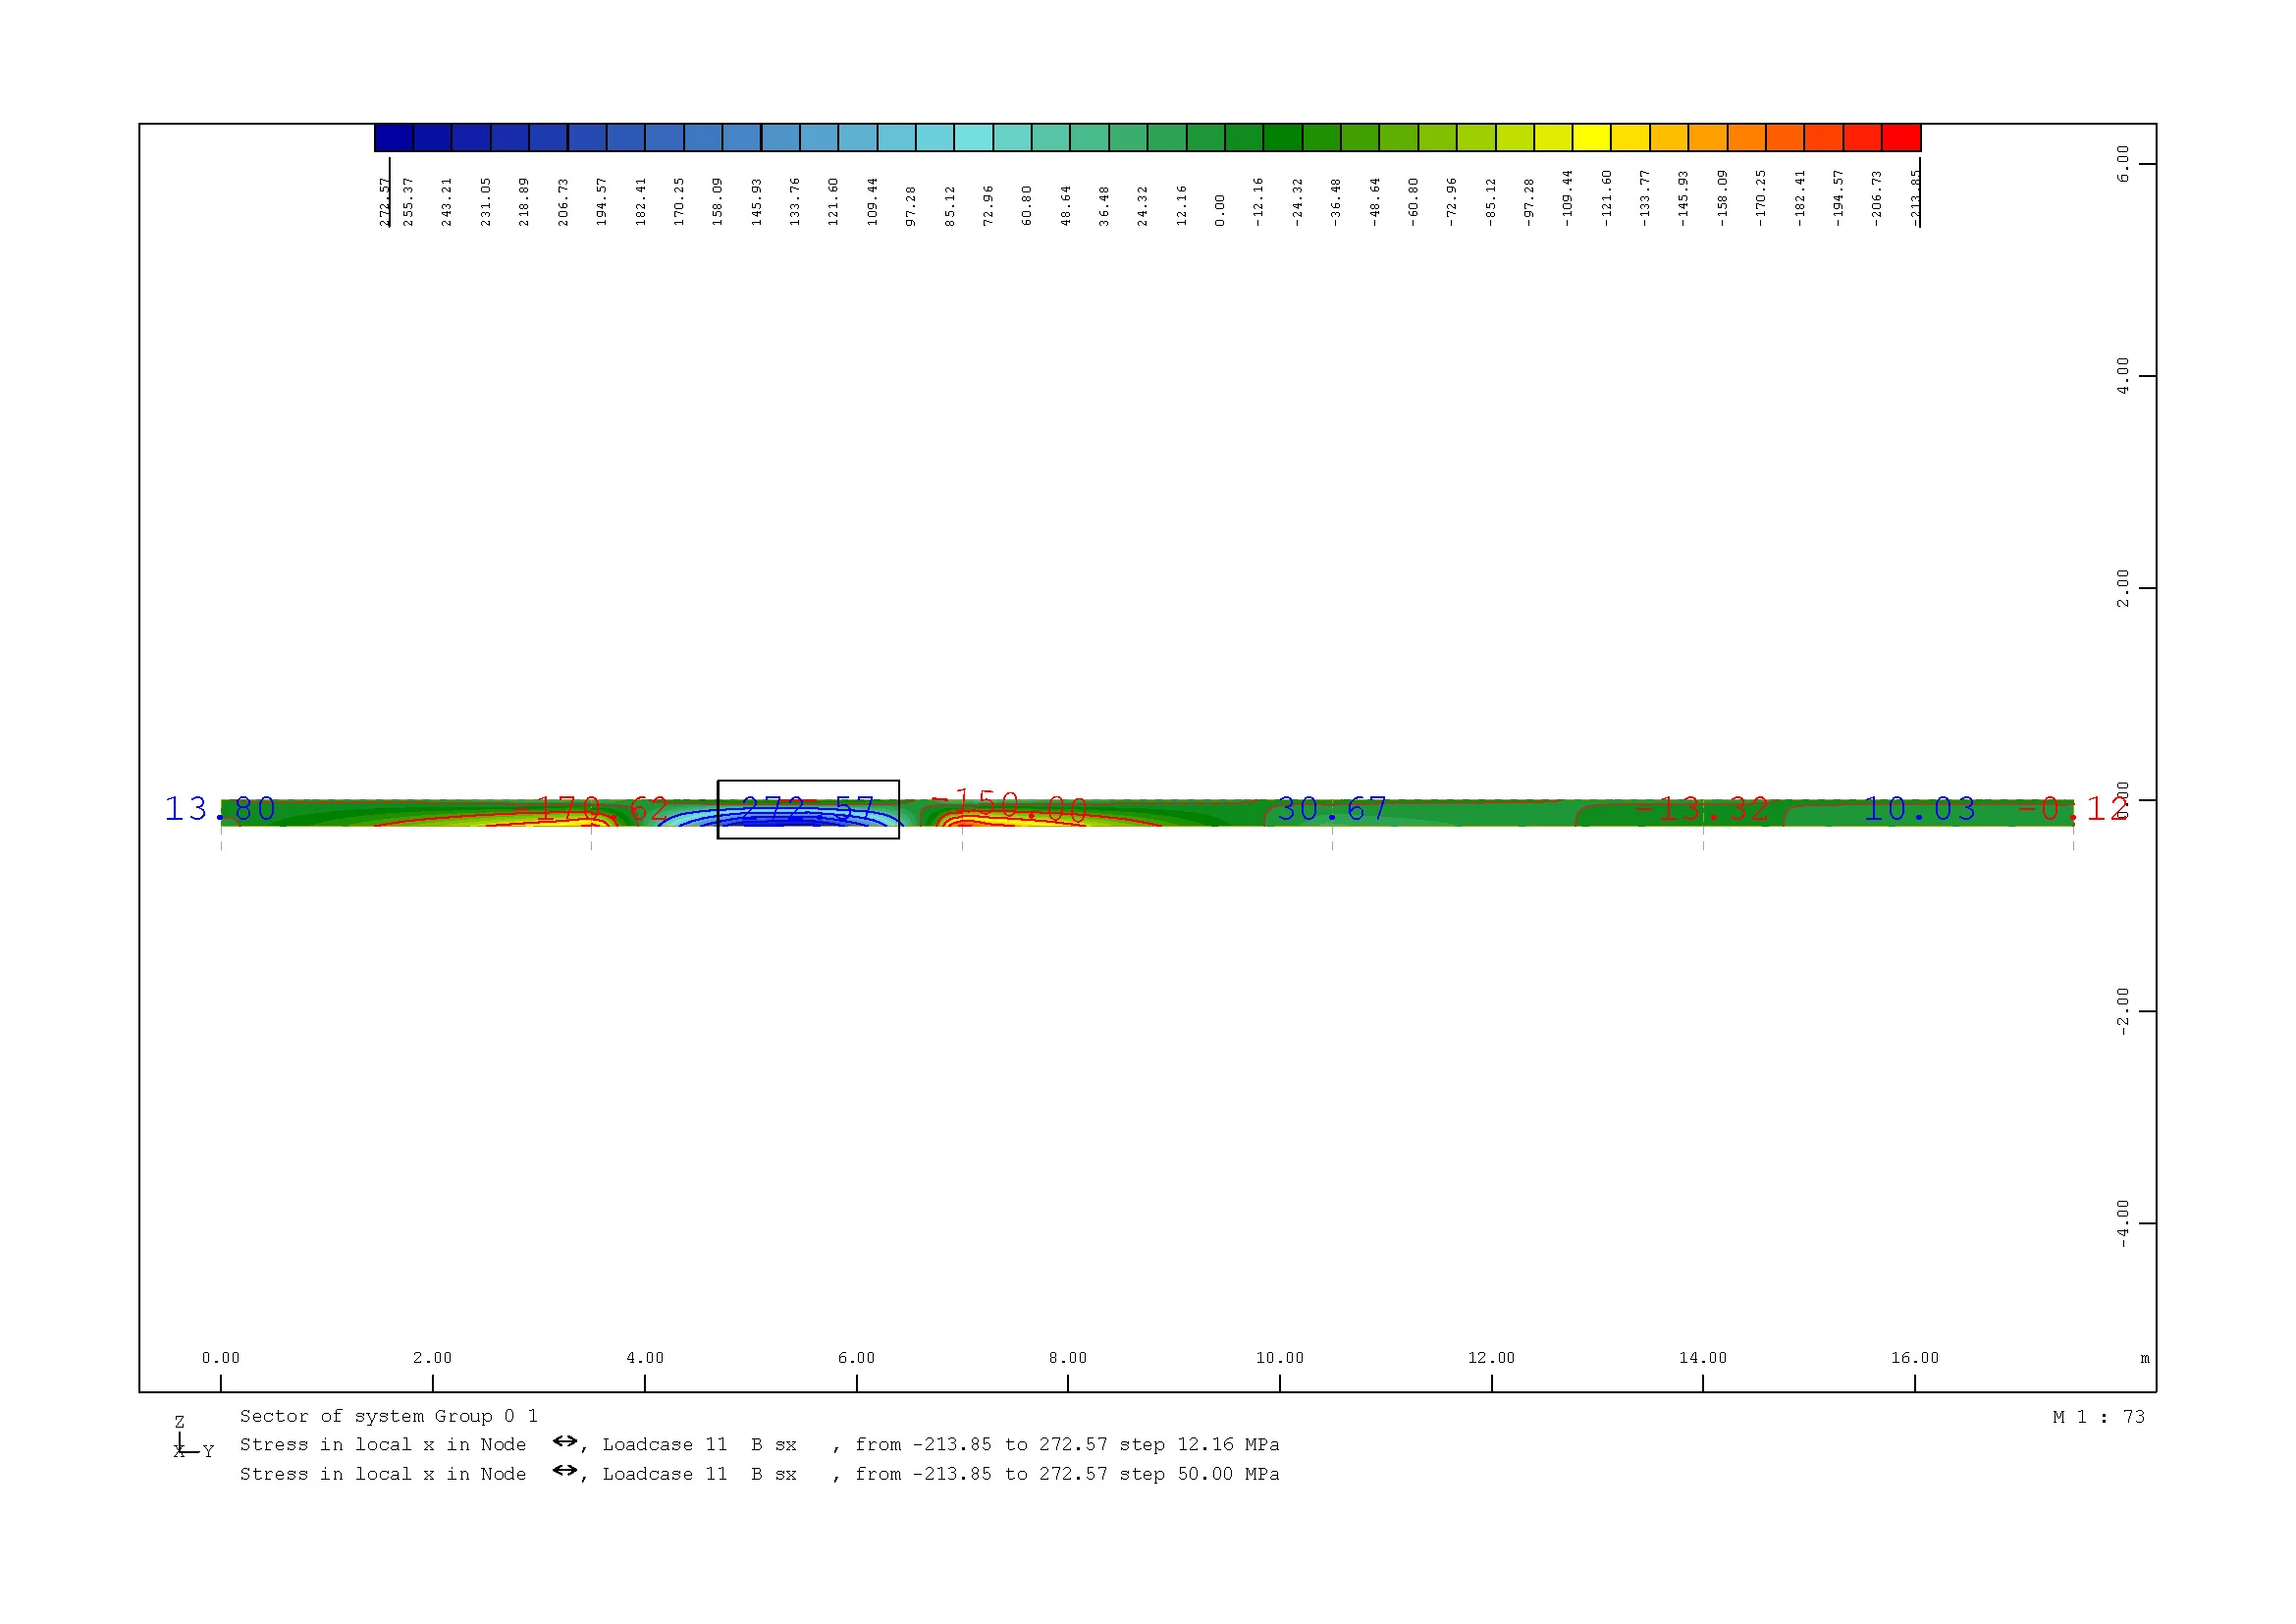 272.57 255.37 243.21 231.05 218.89 206.73 194.57 182.41 170.25 158.09 145.93 133.76 121.60 109.44 97.28 85.12 72.96 60.80 48.64 36.48 24.32 12.16 0.00 -12.16 -24.32 -36.48 -48.64 -60.80 -72.96 -85.12 -97.28 -109.44 -121.60 -133.77 -145.93 -158.09 -170.25 -182.41 -194.57 -206.73 -213.85
6.00
4.00
2.00
0.00
13.80 -170.62 272.57 -150.00 30.67 -13.32 10.03 -0.12
-2.00
-4.00
0.00 2.00 4.00 6.00 8.00 10.00 12.00 14.00 16.00 m
Sector of system Group 0 1
M 1 : 73
Z
X Y
Stress in local x in Node ↔, Loadcase 11 B sx , from -213.85 to 272.57 step 12.16 MPa
Stress in local x in Node ↔, Loadcase 11 B sx , from -213.85 to 272.57 step 50.00 MPa